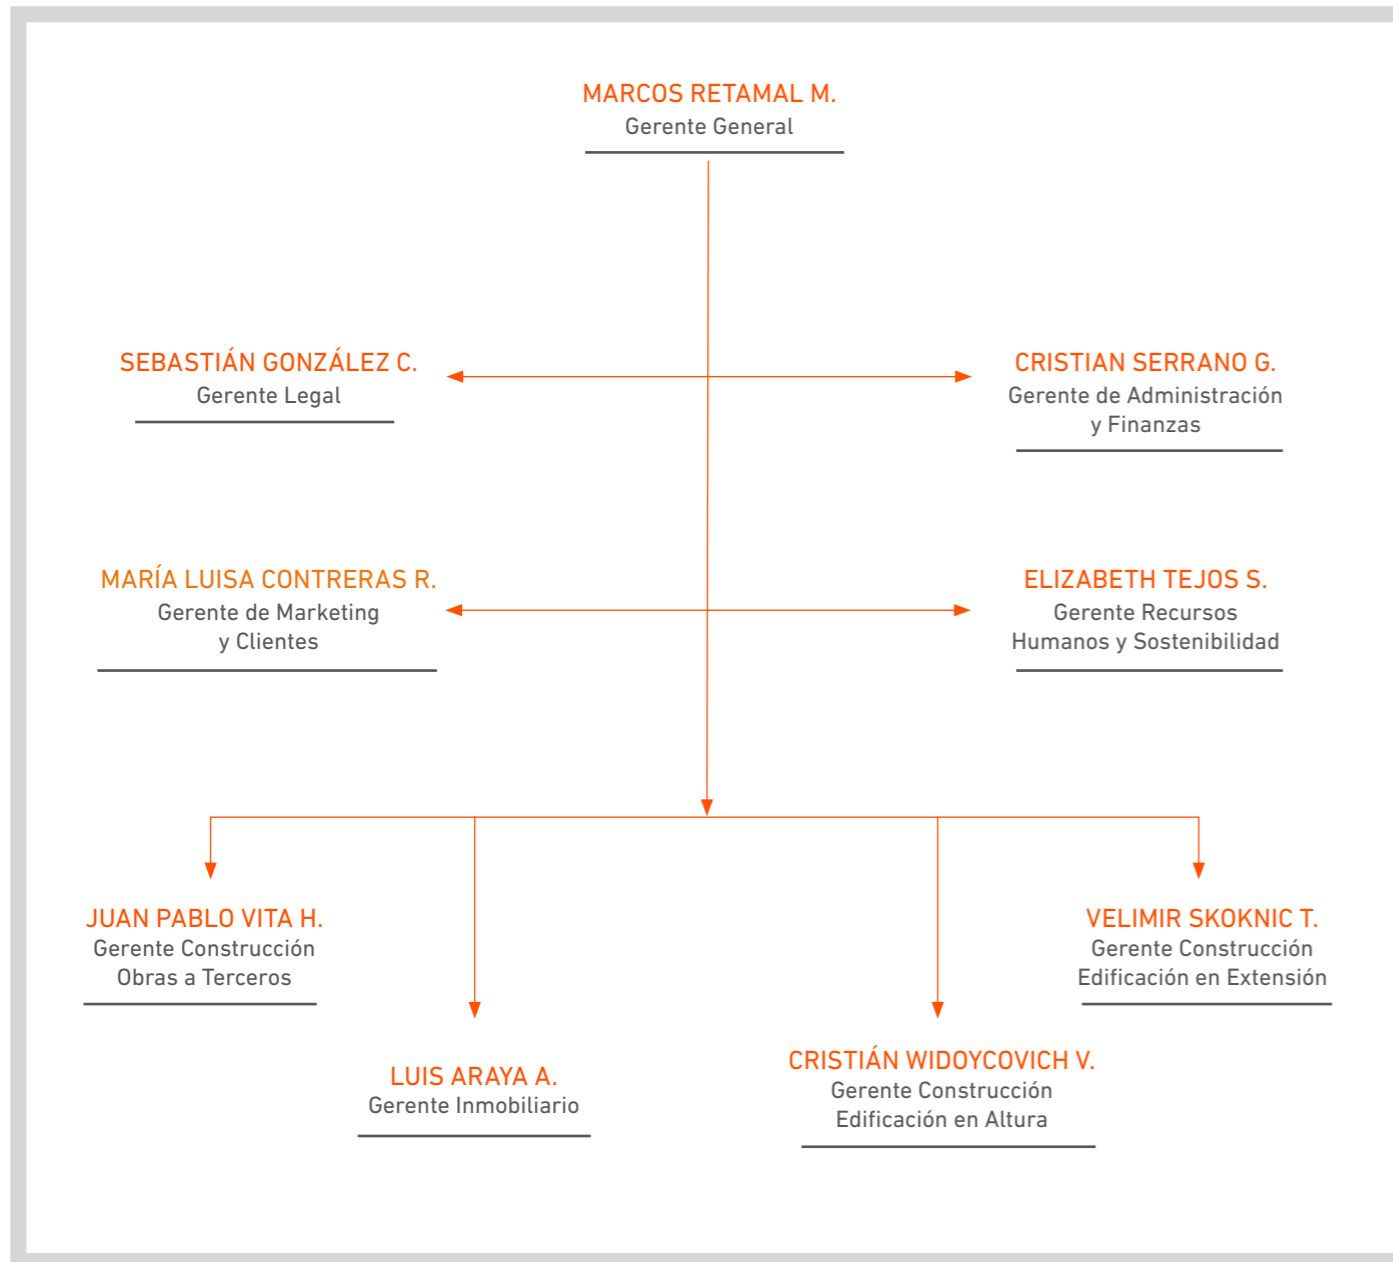 MARCOS RETAMAL M.
Gerente General
SEBASTIÁN GONZÁLEZ C.
Gerente Legal
CRISTIAN SERRANO G.
Gerente de Administración
y Finanzas
MARÍA LUISA CONTRERAS R.
Gerente de Marketing
y Clientes
ELIZABETH TEJOS S.
Gerente Recursos
Humanos y Sostenibilidad
JUAN PABLO VITA H.
Gerente Construcción
Obras a Terceros
LUIS ARAYA A.
Gerente Inmobiliario
CRISTIÁN WIDOYCOVICH V.
Gerente Construcción
Edificación en Altura
VELIMIR SKOKNIC T.
Gerente Construcción
Edificación en Extensión